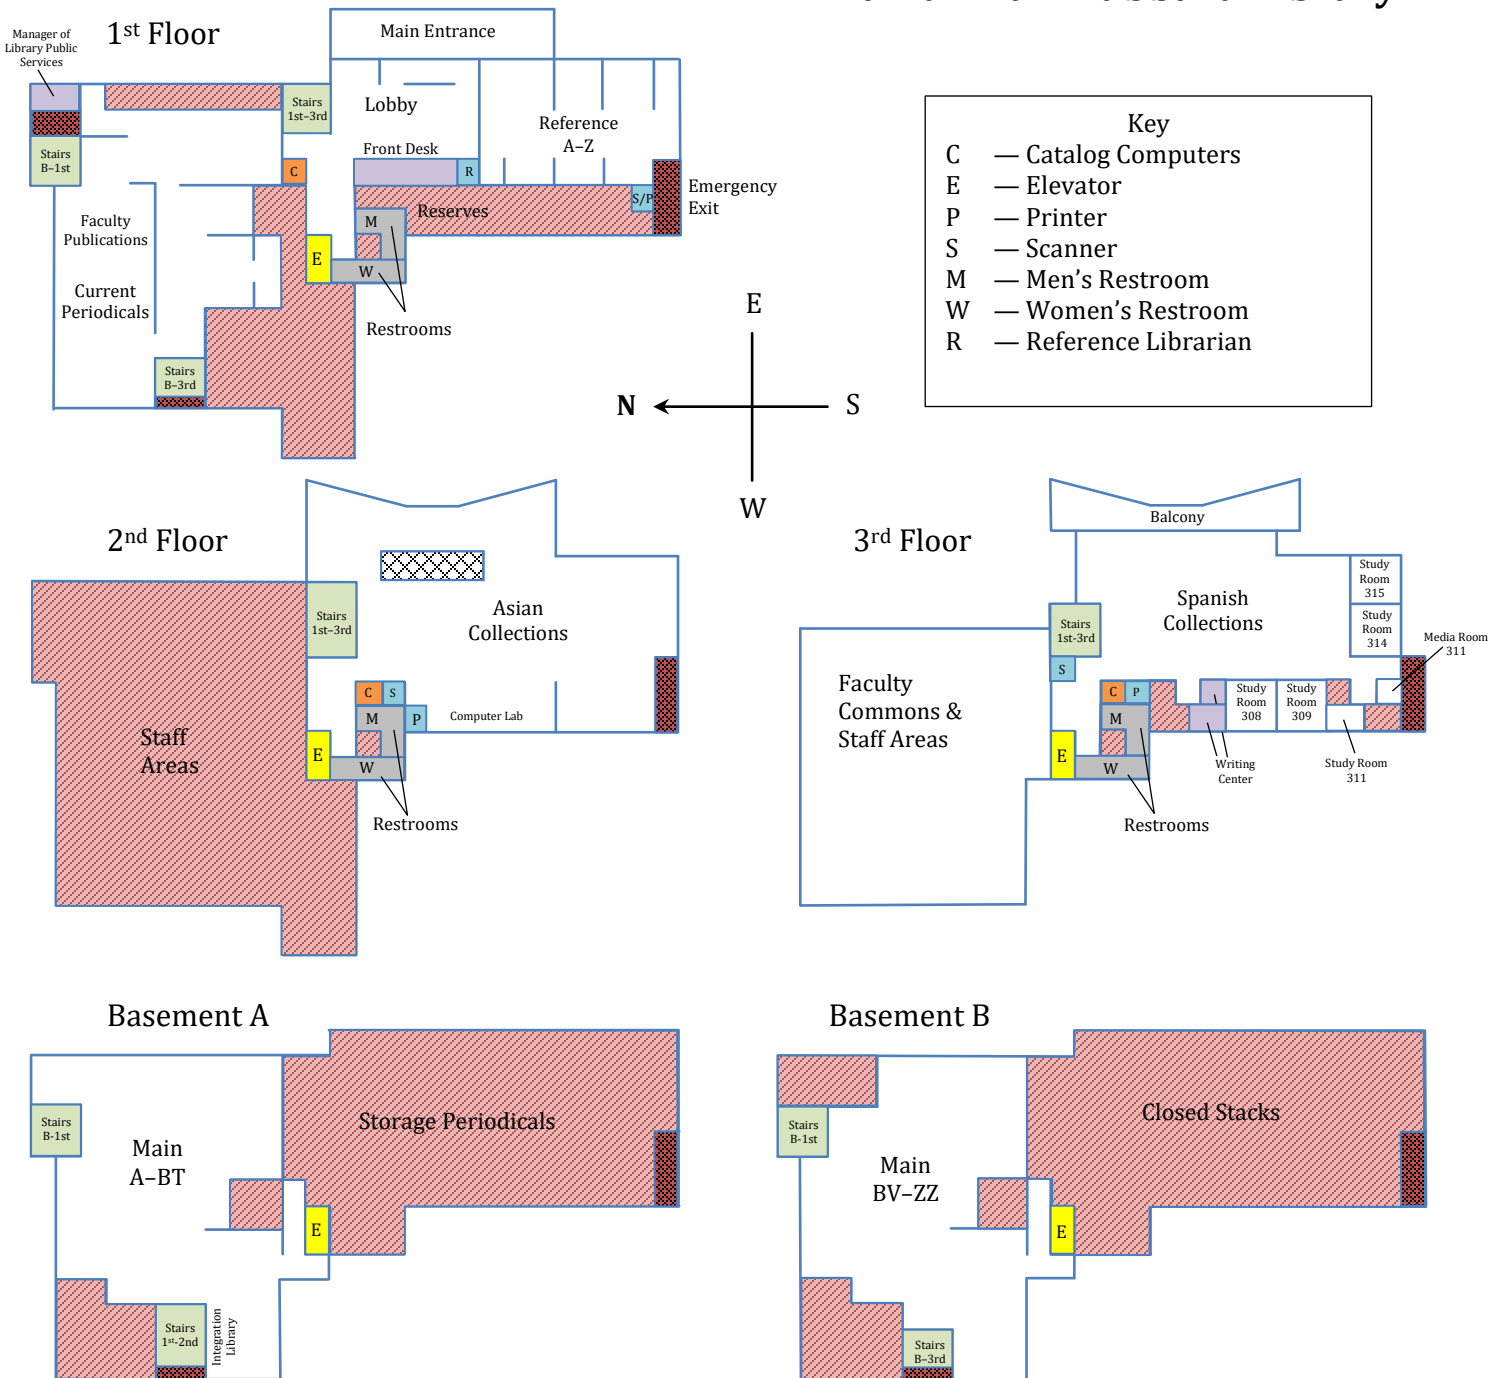 1st Floor
Manager of
Library Public
Services
Main Entrance
Stairs
1st–3rd
Lobby
Reference
A–Z
Stairs
B–1st
Front Desk
C
R
S/P
Emergency
Exit
Reserves
Faculty
Publications
M
E
W
Current
Periodicals
Restrooms
Stairs
B–3rd
Key
C — Catalog Computers
E — Elevator
P — Printer
S — Scanner
M — Men's Restroom
W — Women's Restroom
R — Reference Librarian
E
N
S
W
2nd Floor
Stairs
1st–3rd
Asian
Collections
C
S
M
P
Computer Lab
Staff
Areas
E
W
Restrooms
3rd Floor
Balcony
Study
Room
315
Spanish
Collections
Stairs
1st-3rd
Study
Room
314
Media Room
311
S
Faculty
Commons &
Staff Areas
C
P
Study
Room
308
Study
Room
309
M
E
W
Writing
Center
Study Room
311
Restrooms
Basement A
Stairs
B-1st
Storage Periodicals
Main
A–BT
E
Stairs
1st-2nd
Integration
Library
Basement B
Stairs
B-1st
Closed Stacks
Main
BV–ZZ
E
Stairs
B–3rd